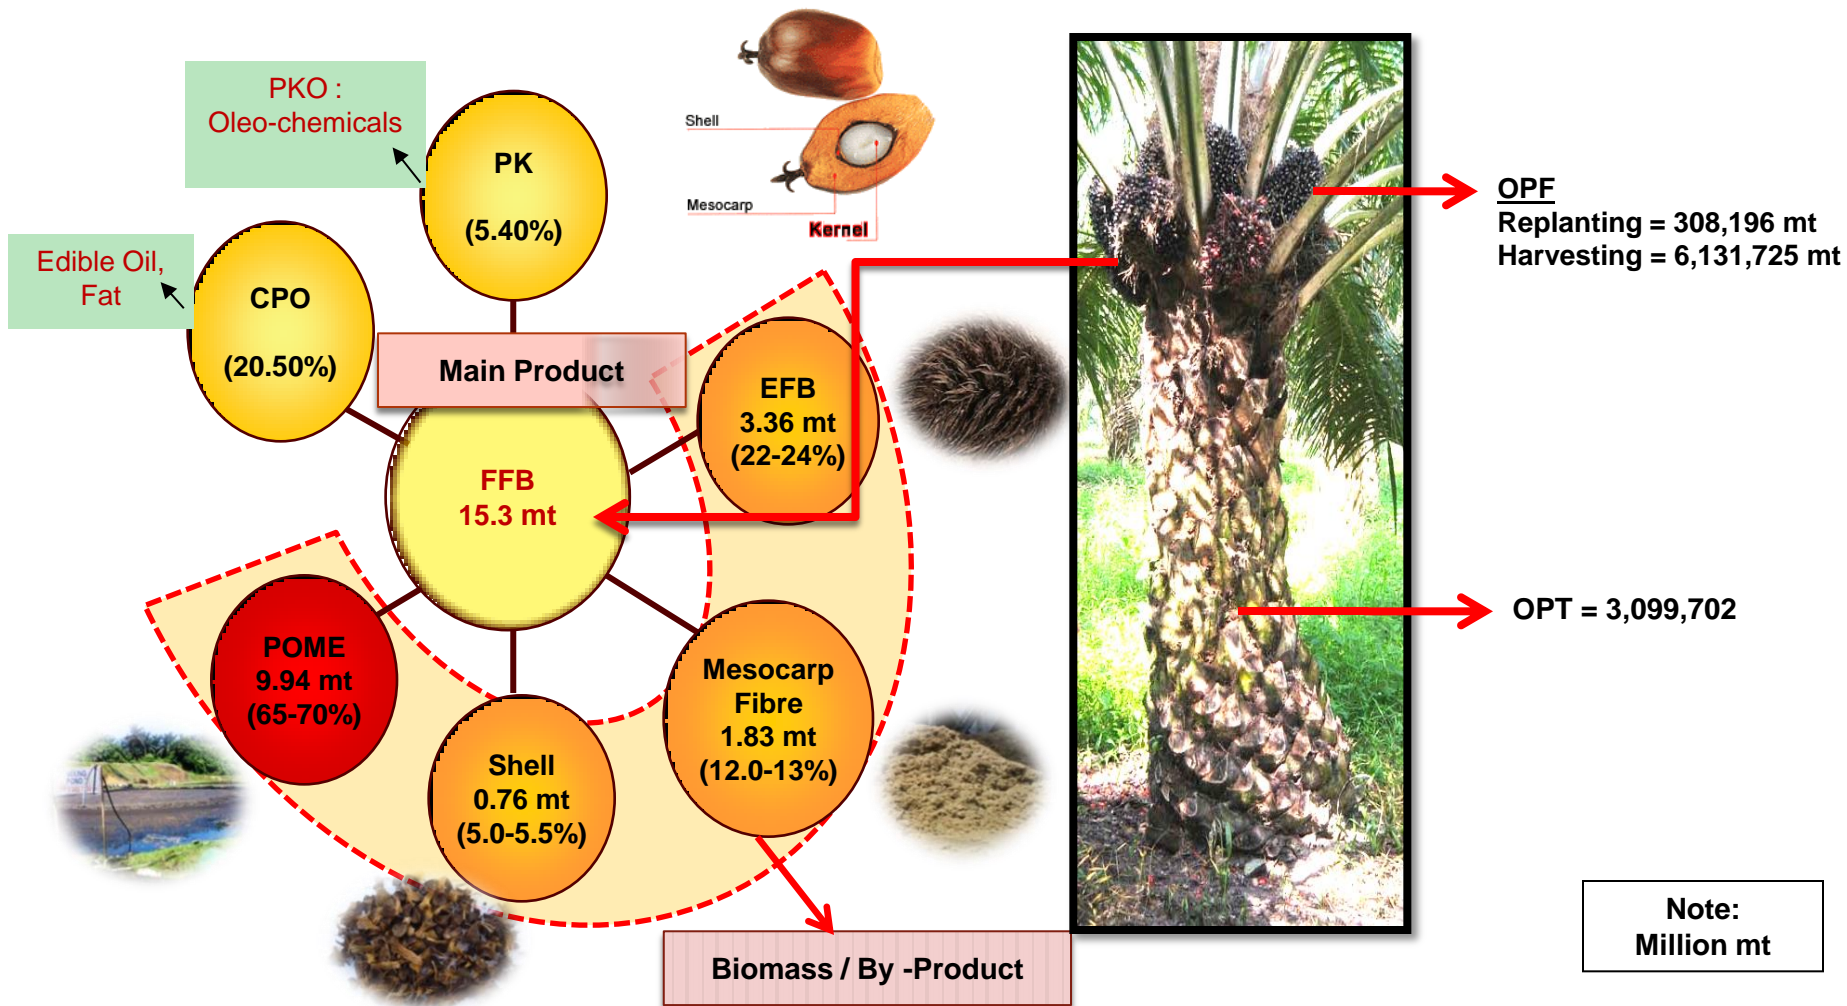 PKO :
Oleo-chemicals
PK
(5.40%)
Edible Oil,
Fat
CPO
(20.50%)
Shell
Mesocarp
Kernel
OPF
Replanting = 308,196 mt
Harvesting = 6,131,725 mt
Main Product
EFB
3.36 mt
(22-24%)
FFB
15.3 mt
POME
9.94 mt
(65-70%)
Shell
0.76 mt
(5.0-5.5%)
Mesocarp
Fibre
1.83 mt
(12.0-13%)
OPT = 3,099,702
Biomass / By -Product
Note:
Million mt